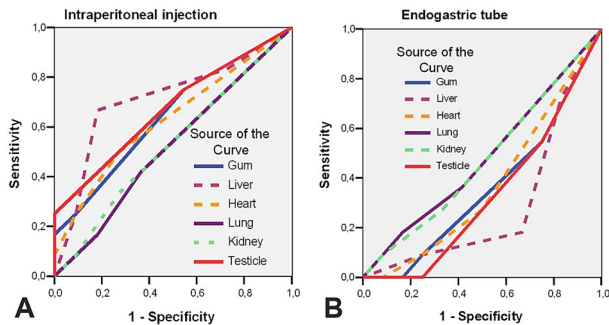 Intraperitoneal injection
Sensitivity
1,0
0,8
0,6
0,4
0,2
0,0
Source of the
Curve
Gum
Liver
Heart
Lung
Kidney
Testicle
0,0
0,2
0,4
0,6
0,8
1,0
A
1 - Specificity
Endogastric tube
Sensitivity
1,0
0,8
0,6
0,4
0,2
0,0
Source of the
Curve
Gum
Liver
Heart
Lung
Kidney
Testicle
0,0
0,2
0,4
0,6
0,8
1,0
B
1 - Specificity